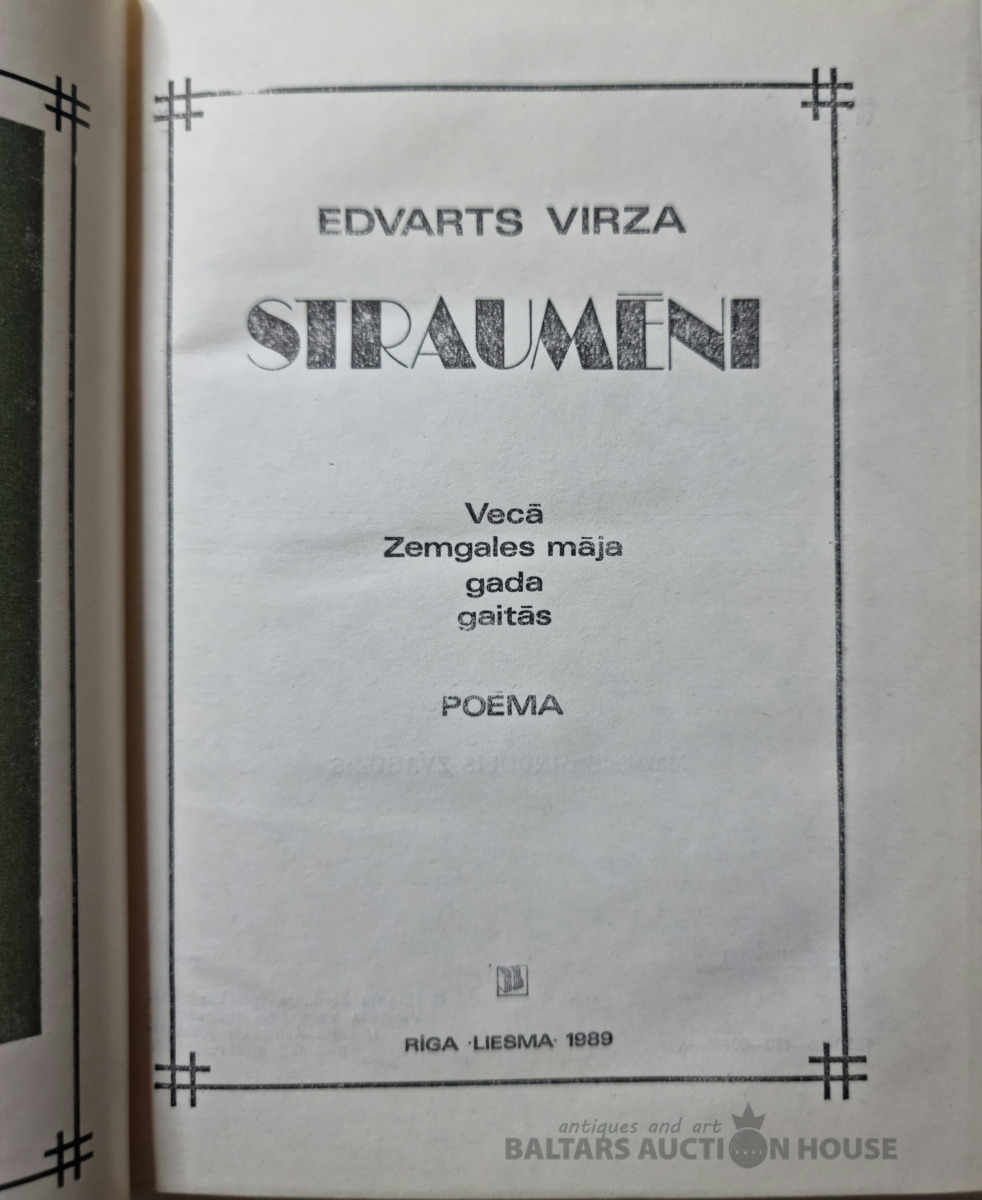 EDVARTS VIRZA
STRAUMĒNI
Vecā
Zemgales māja
gada
gaitās
POĒMA
RĪGA ·LIESMA· 1989
antiques and art
BALTARS AUCTION HOUSE